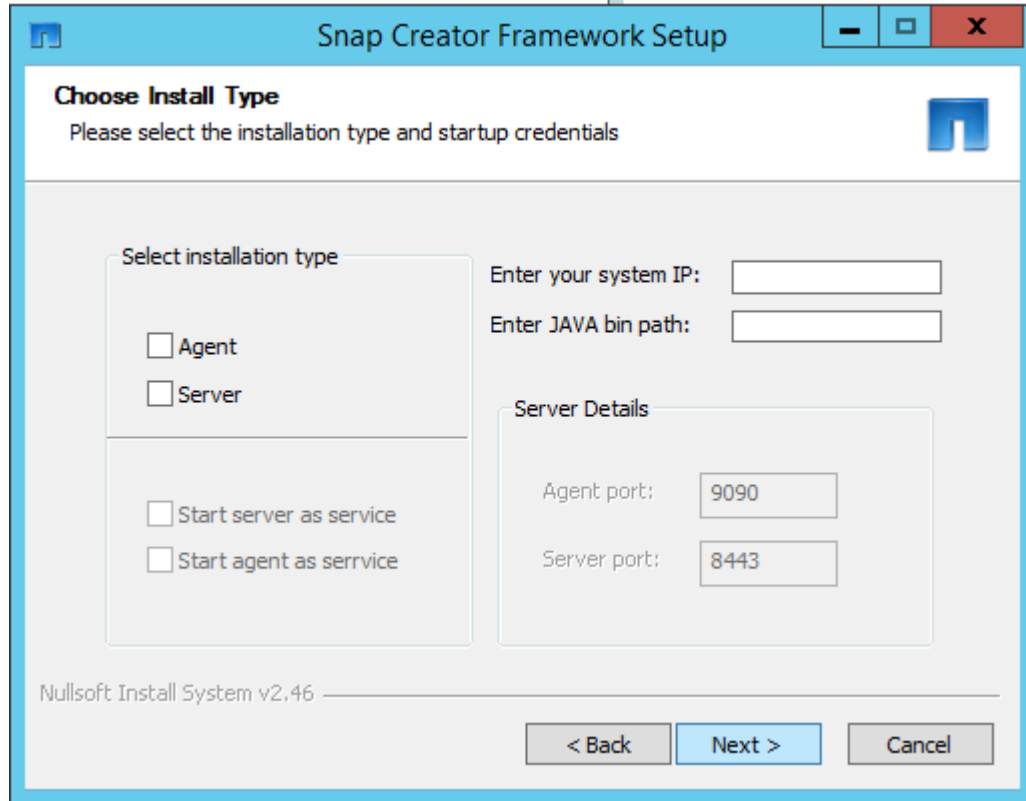 Snap Creator Framework Setup
Choose Install Type
Please select the installation type and startup credentials
Select installation type
Agent
Server
Start server as service
Start agent as serrvice
Enter your system IP:
Enter JAVA bin path:
Server Details
Agent port: 9090
Server port: 8443
Nullsoft Install System v2.46
< Back Next > Cancel